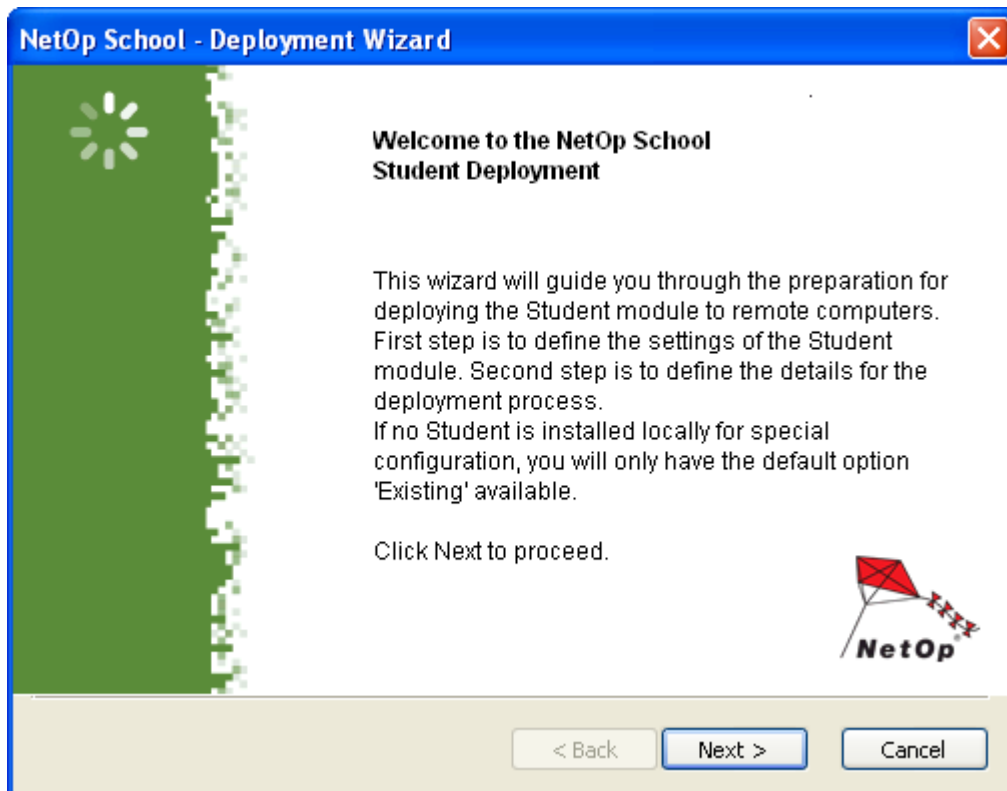 NetOp School - Deployment Wizard
Welcome to the NetOp School
Student Deployment
This wizard will guide you through the preparation for
deploying the Student module to remote computers.
First step is to define the settings of the Student
module. Second step is to define the details for the
deployment process.
If no Student is installed locally for special
configuration, you will only have the default option
'Existing' available.
Click Next to proceed.
NetOp®
< Back
Next >
Cancel